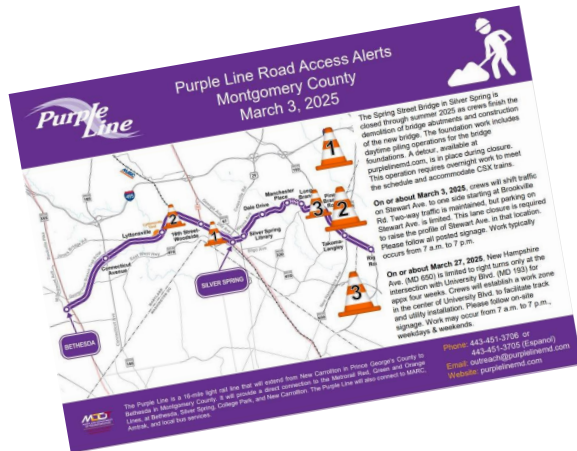 Purple Line Road Access Alerts
Montgomery County
March 3, 2025
Purple
Line
The Spring Street Bridge in Silver Spring is
closed through summer 2025 as crews finish the
demolition of bridge abutments and construction
of the new bridge. The foundation work includes
daytime piling operations for the bridge
foundations. A detour, available at
purplelinemd.com, is in place during closure.
This operation requires overnight work to meet
the schedule and accommodate CSX trains.
On or about March 3, 2025, crews will shift traffic
on Stewart Ave. to one side starting at Brookville
Rd. Two-way traffic is maintained, but parking on
Stewart Ave. is limited. This lane closure is required
to raise the profile of Stewart Ave. in that location.
Please follow all posted signage. Work typically
occurs from 7 a.m. to 7 p.m.
On or about March 27, 2025, New Hampshire
Ave. (MD 650) is limited to right turns only at the
intersection with University Blvd. (MD 193) for
appx four weeks. Crews will establish a work zone
in the center of University Blvd. to facilitate track
and utility installation. Please follow on-site
signage. Work may occur from 7 a.m. to 7 p.m.,
weekdays & weekends.
1
2
3
2
1
3
Lyttonsville
Connecticut
Avenue
16th Street-
Woodside
Silver Spring
Library
Dale Drive
Manchester
Place
Long
Bran
Pine
Takoma-
Langley
Ri
R
BETHESDA
SILVER SPRING
495
The Purple Line is a 16-mile light rail line that will extend from New Carrollton in Prince George's County to
Bethesda in Montgomery County. It will provide a direct connection to the Metrorail Red, Green and Orange
Lines, at Bethesda, Silver Spring, College Park, and New Carrollton. The Purple Line will also connect to MARC,
Amtrak, and local bus services.
Phone: 443-451-3706 or
443-451-3705 (Espanol)
Email: outreach@purplelinemd.com
Website: purplelinemd.com